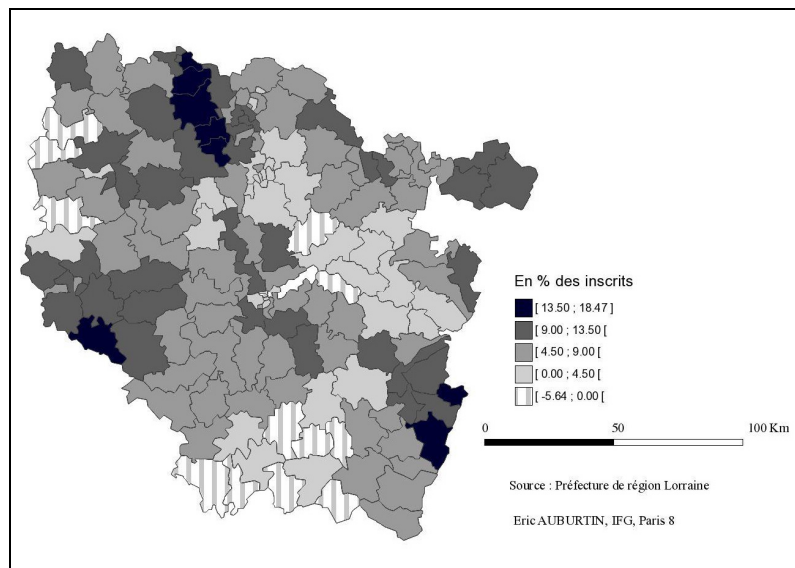 En % des inscrits
[ 13.50 ; 18.47 ]
[ 9.00 ; 13.50 [
[ 4.50 ; 9.00 [
[ 0.00 ; 4.50 [
[ -5.64 ; 0.00 [
0 50 100 Km
Source : Préfecture de région Lorraine
Eric AUBURTIN, IFG, Paris 8